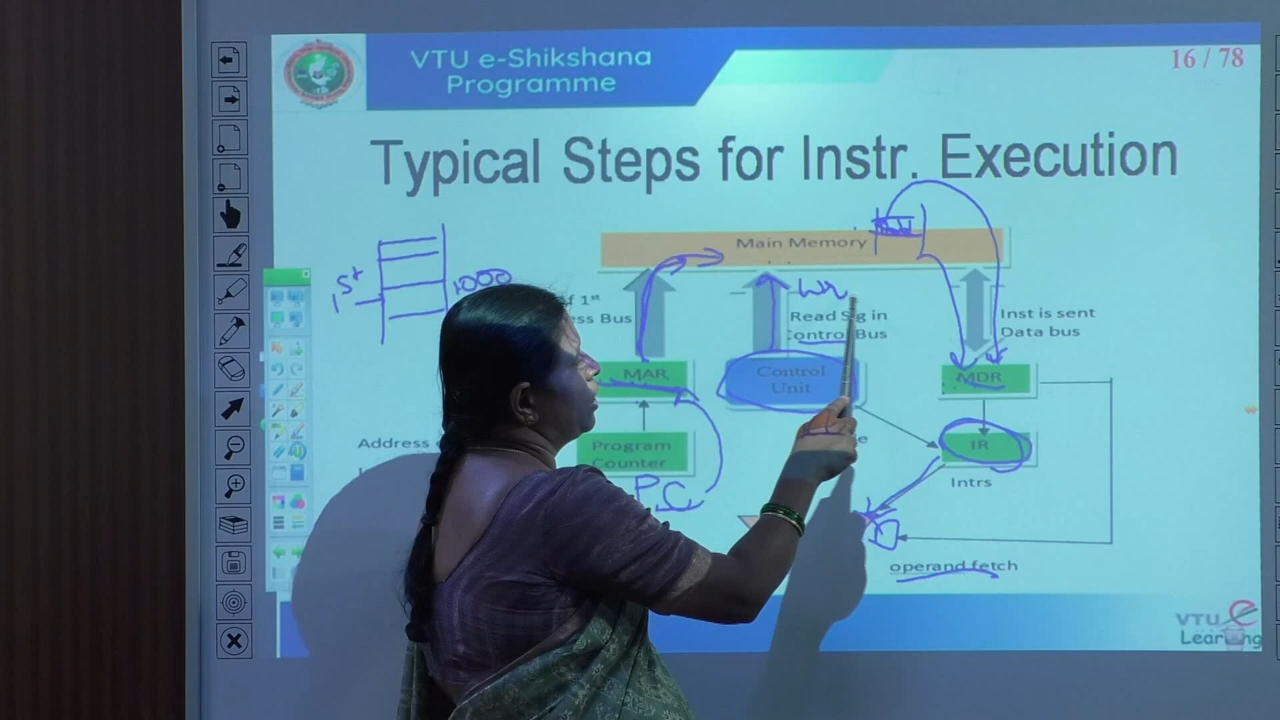 VTU e-Shikshana
Programme
16 / 78
Typical Steps for Instr. Execution
Main Memory
1st
1000
of 1st
Bus
Wr
Read Sig in
Control Bus
Inst is sent
Data bus
MAR
Control
Unit
MDR
Address
Program
Counter
IR
P.C
Intrs
operand fetch
VTU e
Learning